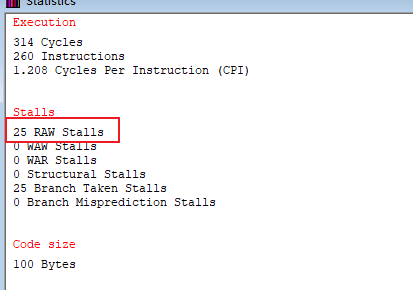 Statistics
Execution
314 Cycles
260 Instructions
1.208 Cycles Per Instruction (CPI)
Stalls
25 RAW Stalls
0 WAW Stalls
0 WAR Stalls
0 Structural Stalls
25 Branch Taken Stalls
0 Branch Misprediction Stalls
Code size
100 Bytes